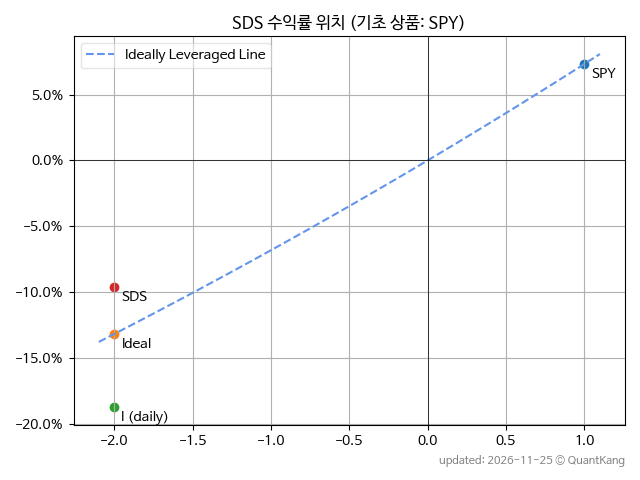 SDS 수익률 위치 (기초 상품: SPY)
Ideally Leveraged Line
SPY
5.0%
0.0%
−5.0%
−10.0%
SDS
Ideal
−15.0%
I (daily)
−20.0%
−2.0 −1.5 −1.0 −0.5 0.0 0.5 1.0
updated: 2026-11-25 © QuantKang